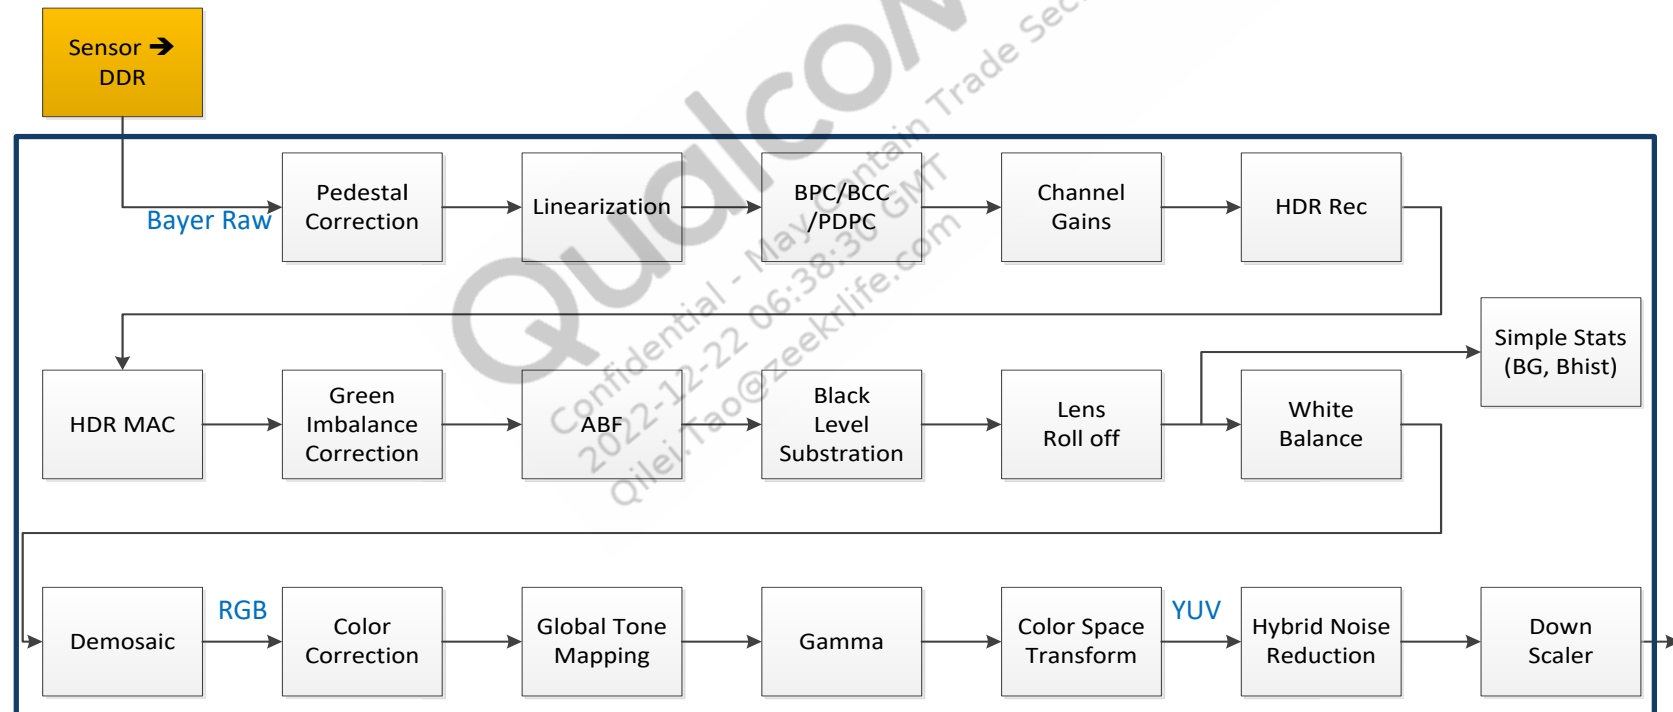 Sensor ➔
DDR
Bayer Raw
Pedestal
Correction
Linearization
BPC/BCC
/PDPC
Channel
Gains
HDR Rec
HDR MAC
Green
Imbalance
Correction
ABF
Black
Level
Substration
Lens
Roll off
White
Balance
Simple Stats
(BG, Bhist)
Demosaic
RGB
Color
Correction
Global Tone
Mapping
Gamma
Color Space
Transform
YUV
Hybrid Noise
Reduction
Down
Scaler
Qualcom
Confidential - May Contain Trade Sec
2022-12-22 06:38:30 GMT
Qilei.Tao@zeekrlife.com